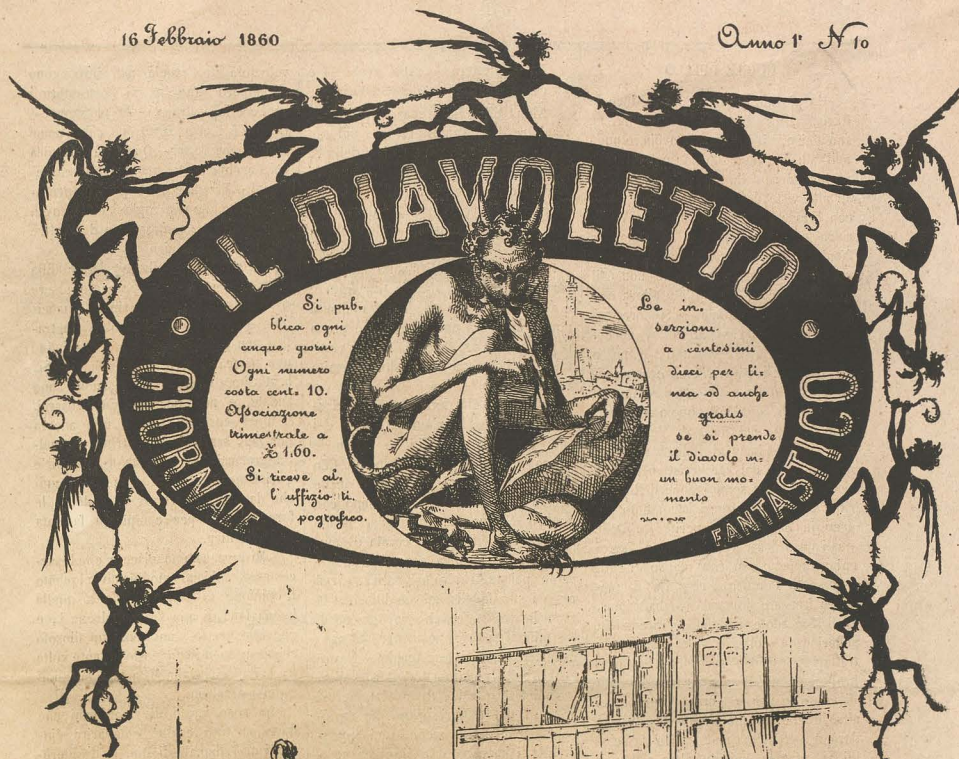 16 Febbraio 1860
Anno 1º N 10
IL DIAVOLETTO
GIORNALE
FANTASTICO
Si pub-
blica ogni
cinque giorni
Ogni numero
costa cent. 10.
Associazione
trimestrale a
£ 1,60.
Si riceve al-
l'uffizio ti-
pografico.
Le in-
serzioni
a centesimi
dieci per li-
nea od anche
gratis
se si prende
il diavolo in
un buon mo-
mento